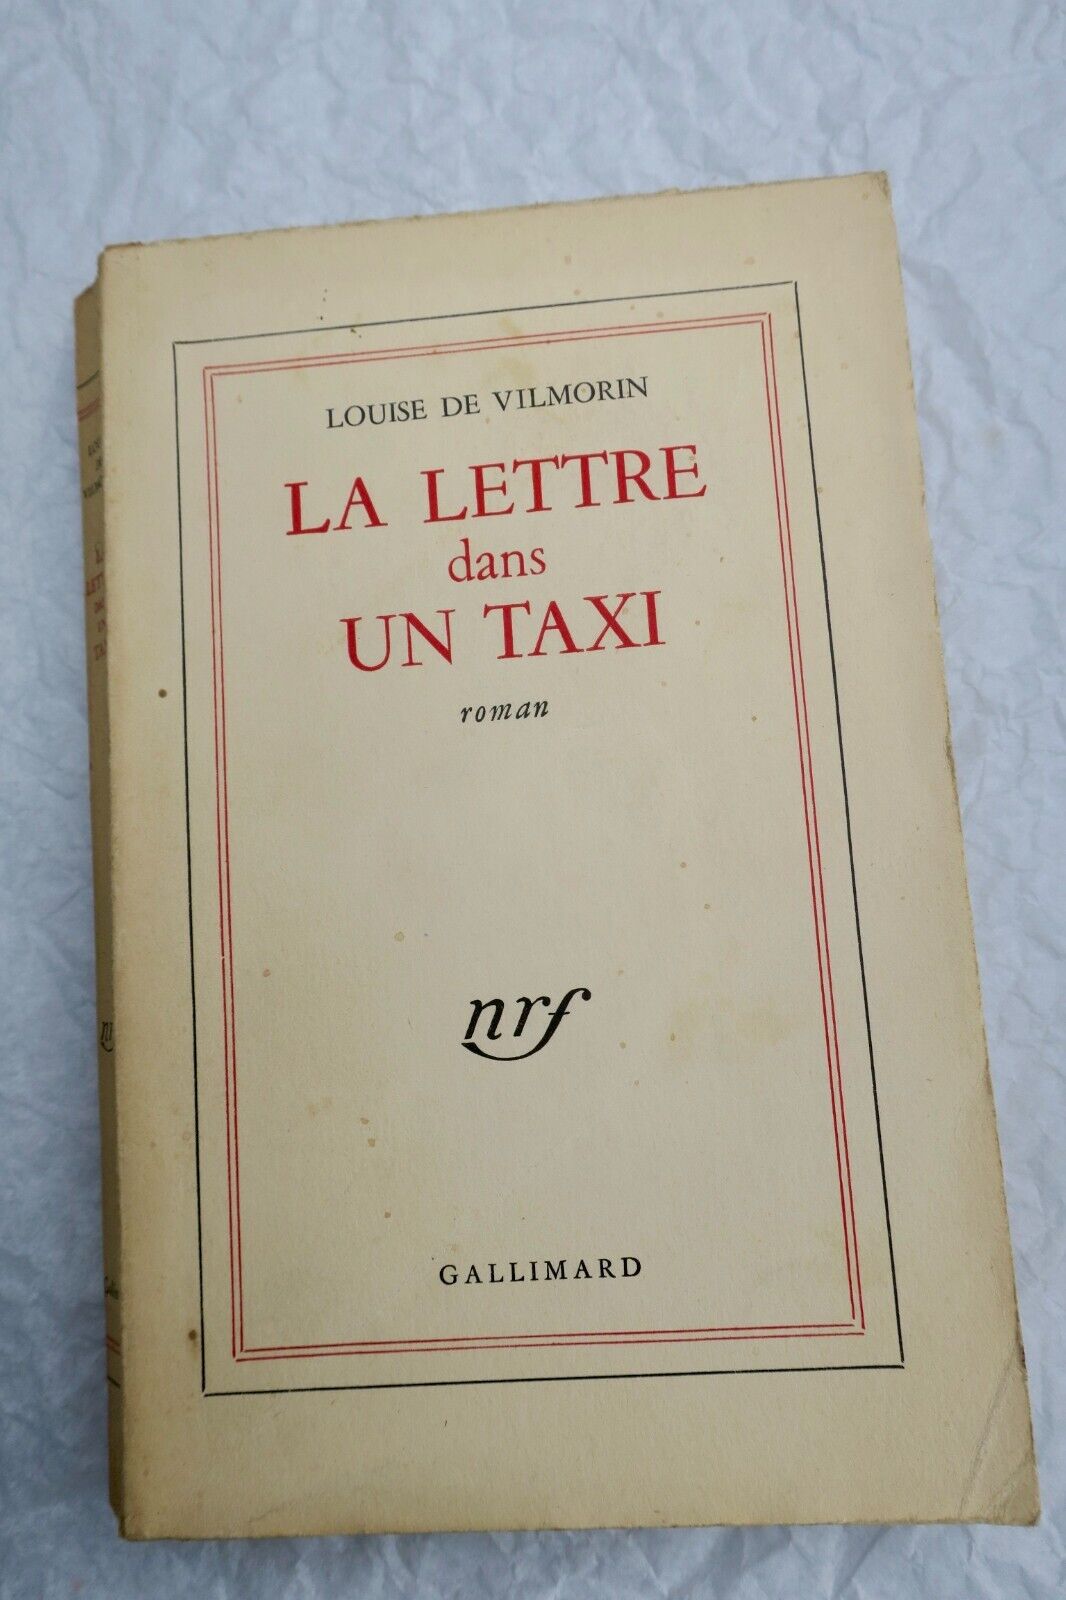 LOUISE DE VILMORIN
LA LETTRE
dans
UN TAXI
roman
nrf
GALLIMARD